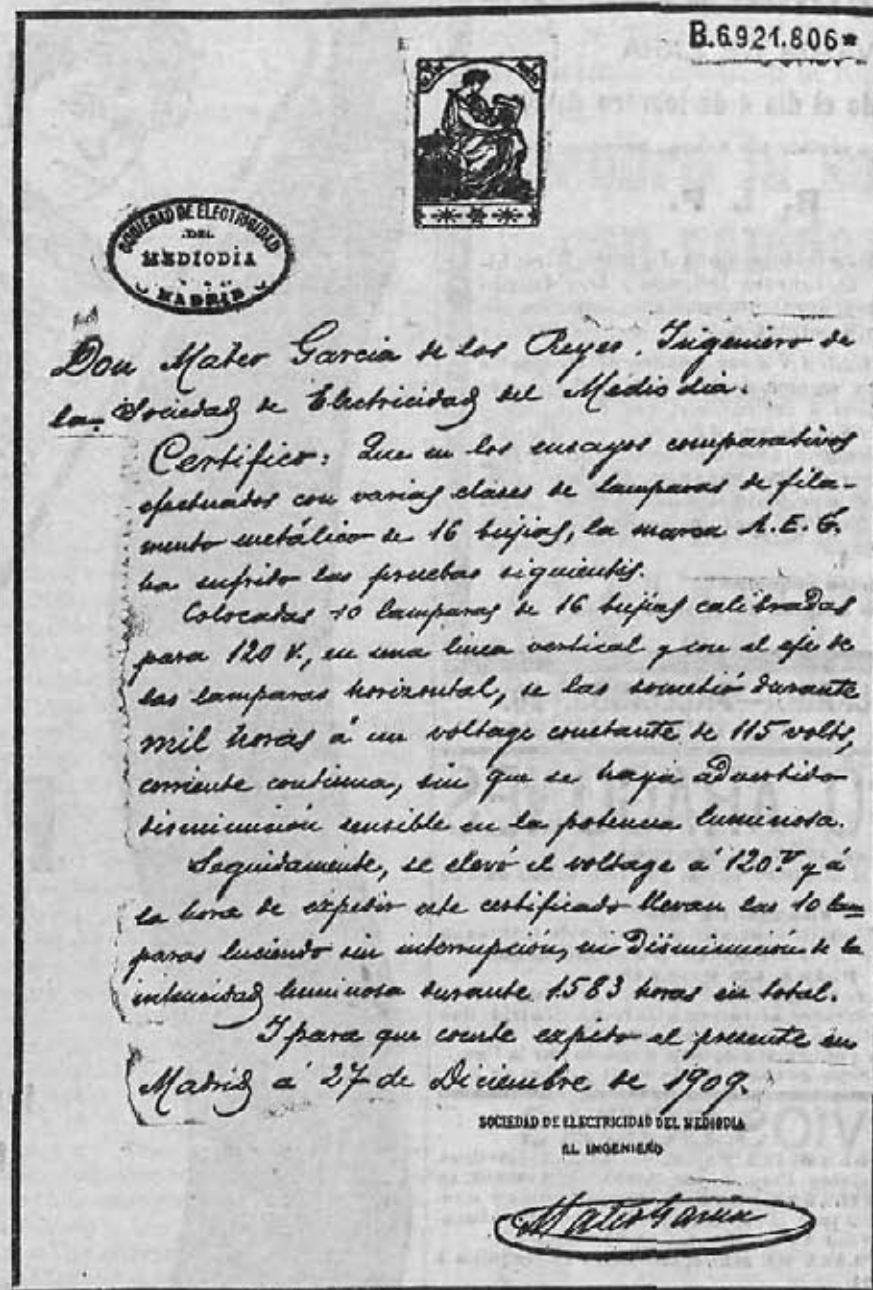 B.6.921.806*
SOCIEDAD DE ELECTRICIDAD
DEL
MEDIODÍA
MADRID
Don Mateo García de los Reyes, Ingeniero de
la Sociedad de Electricidad del Mediodia.
Certifico: Que en los ensayos comparativos
efectuados con varias clases de lamparas de fila-
mento metálico de 16 bujias, la marca A.E.G.
ha sufrido las pruebas siguientes.
Colocadas 10 lamparas de 16 bujias calibradas
para 120 V., en una linea vertical y con el eje de
las lamparas horizontal, se las sometió durante
mil horas á un voltage constante de 115 volts,
corriente continua, sin que se haya advertido
disminución sensible en la potencia luminosa.
Seguidamente, se elevó el voltage á 120 V y á
la hora de expedir este certificado llevan las 10 lam
paras luciendo sin interrupcion, ni disminución de la
intensidad luminosa durante 1.583 horas en total.
I para que conste expido el presente en
Madrid á 27 de Diciembre de 1909.
SOCIEDAD DE ELECTRICIDAD DEL MEDIODIA
EL INGENIERO
Mateo García